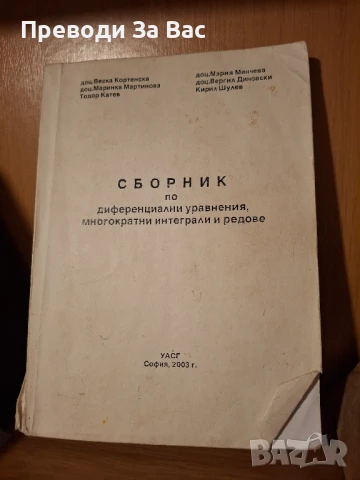 Преводи За Вас
доц.Веска Кортенска
доц.Маринка Мартинова
Тодор Катев
доц.Мария Минчева
доц.Вергил Диновски
Кирил Шулев
СБОРНИК
по
диференциални уравнения,
многократни интеграли и редове
УАСГ
София, 2003 г.
BAZAR